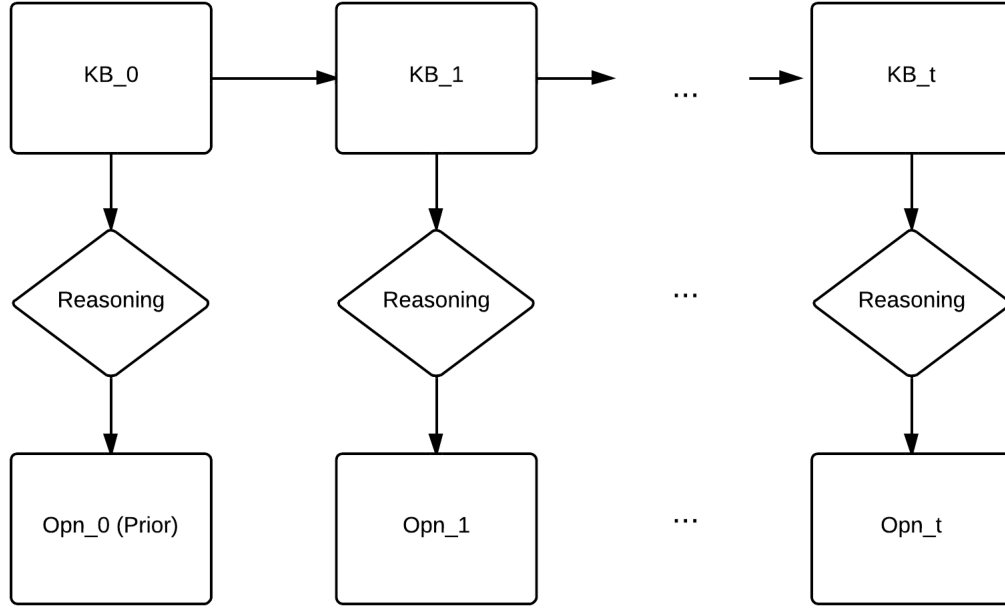 KB_0
KB_1
...
KB_t
Reasoning
Reasoning
...
Reasoning
Opn_0 (Prior)
Opn_1
...
Opn_t